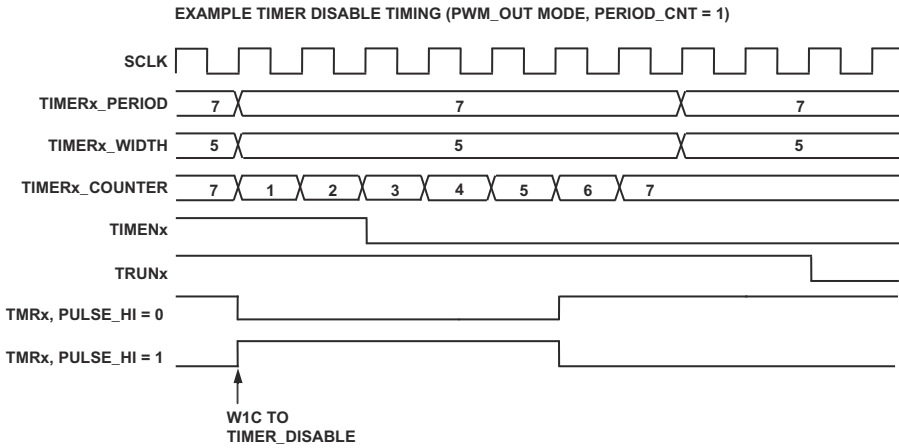 EXAMPLE TIMER DISABLE TIMING (PWM_OUT MODE, PERIOD_CNT = 1)
SCLK
TIMERx_PERIOD 7 7 7
TIMERx_WIDTH 5 5 5
TIMERx_COUNTER 7 1 2 3 4 5 6 7
TIMENx
TRUNx
TMRx, PULSE_HI = 0
TMRx, PULSE_HI = 1
W1C TO
TIMER_DISABLE